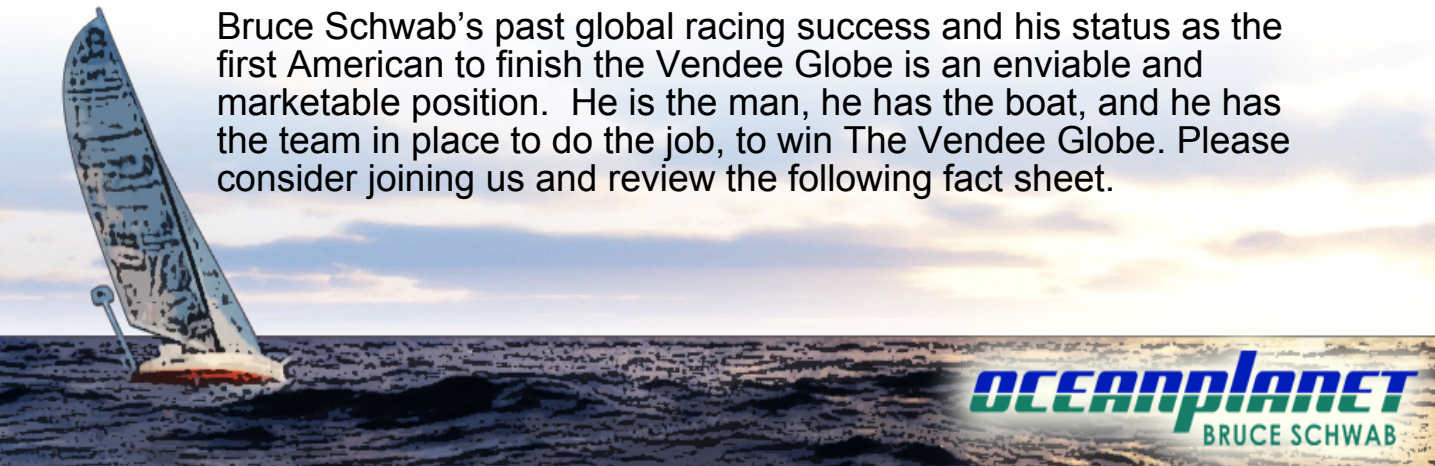 Bruce Schwab’s past global racing success and his status as the
first American to finish the Vendee Globe is an enviable and
marketable position.  He is the man, he has the boat, and he has
the team in place to do the job, to win The Vendee Globe. Please
consider joining us and review the following fact sheet.
OCEANPLANET
BRUCE SCHWAB